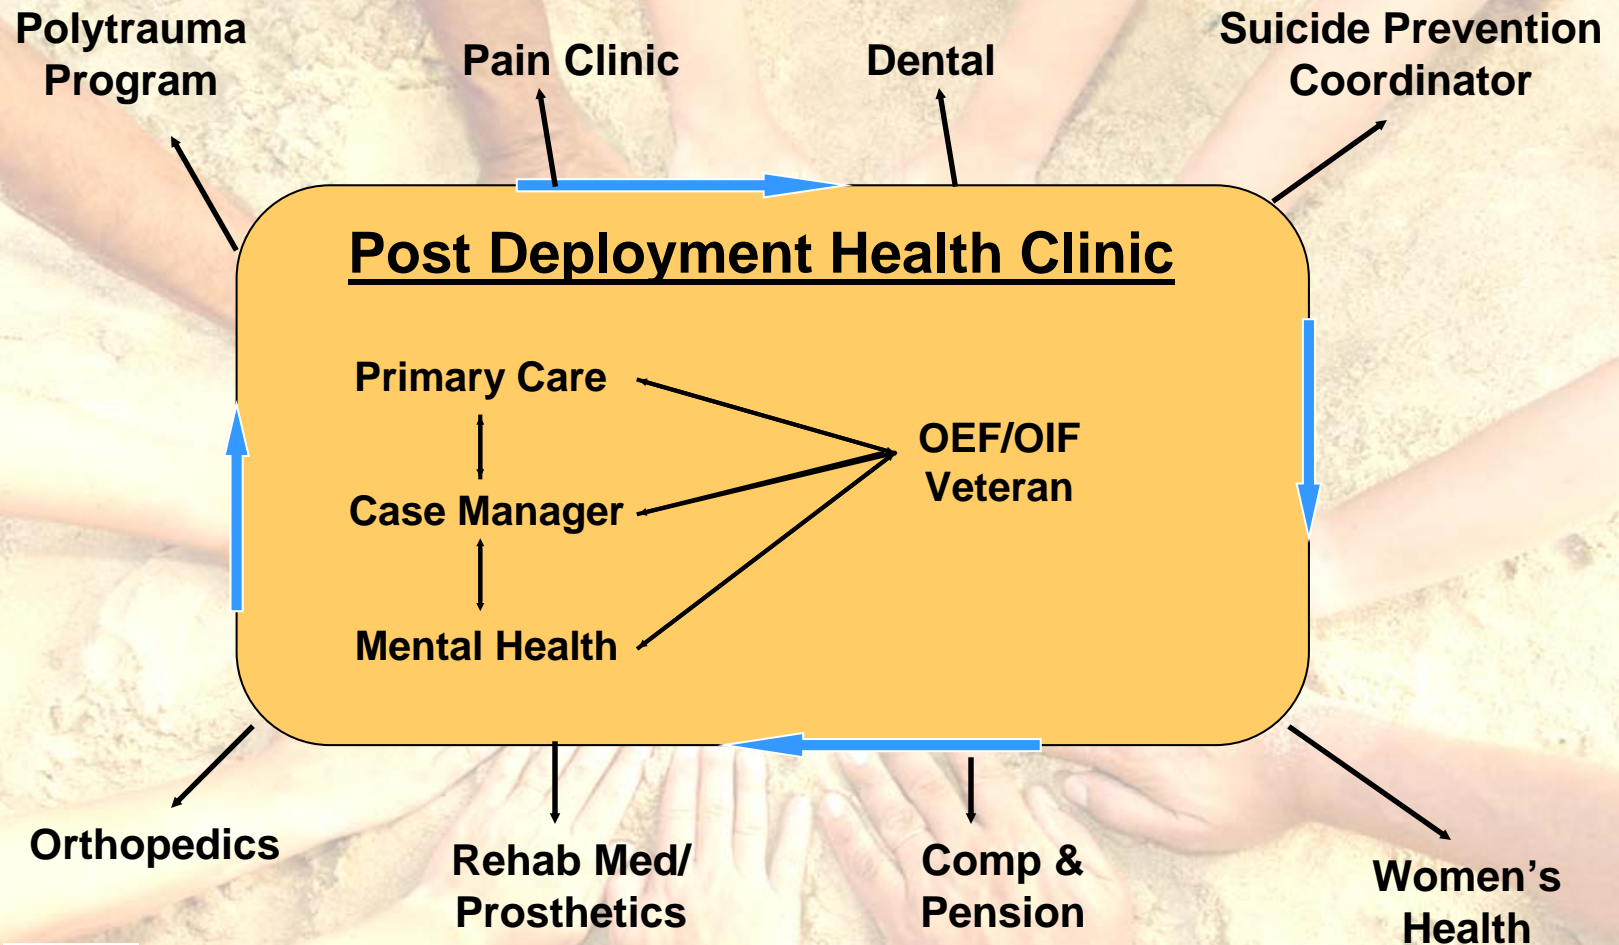 Polytrauma
Program
Pain Clinic
Dental
Suicide Prevention
Coordinator
Post Deployment Health Clinic
Primary Care
OEF/OIF
Veteran
Case Manager
Mental Health
Orthopedics
Rehab Med/
Prosthetics
Comp &
Pension
Women’s
Health